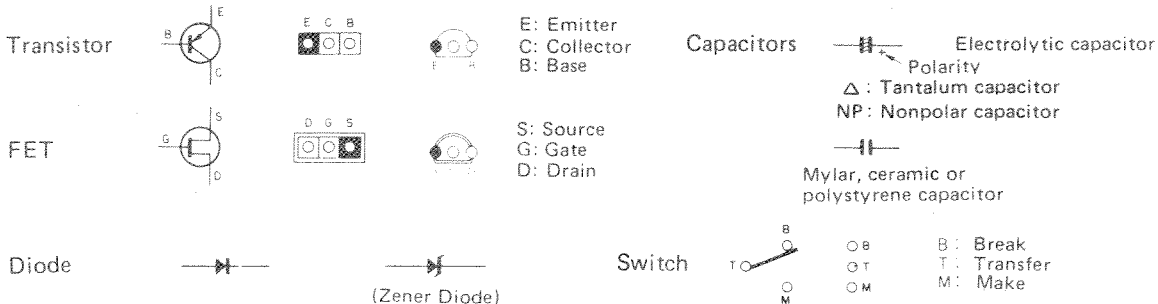 Transistor
B
E
C
E C B
E B
E: Emitter
C: Collector
B: Base
FET
G
S
D
D G S
S: Source
G: Gate
D: Drain
Diode
(Zener Diode)
Capacitors
+
Electrolytic capacitor
Polarity
△: Tantalum capacitor
NP: Nonpolar capacitor
Mylar, ceramic or
polystyrene capacitor
Switch
B
T
M
B
T
M
B: Break
T: Transfer
M: Make